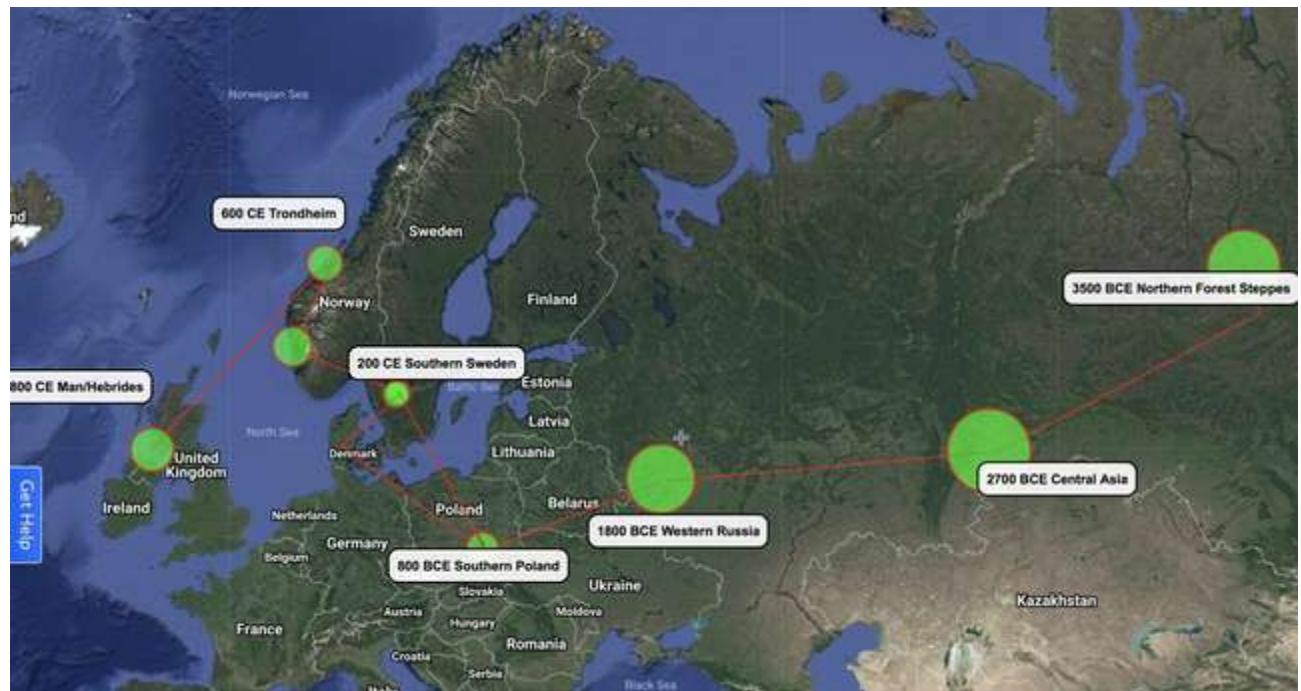 Norwegian Sea
nd
600 CE Trondheim
Sweden
3500 BCE Northern Forest Steppes
Norway
Finland
200 CE Southern Sweden
Estonia
800 CE Man/Hebrides
Baltic Sea
Latvia
North Sea
Denmark
Lithuania
United
Kingdom
2700 BCE Central Asia
Get Help
Ireland
Poland
Belarus
Netherlands
1800 BCE Western Russia
Germany
Belgium
800 BCE Southern Poland
Ukraine
Slovakia
Kazakhstan
Austria
Moldova
Hungary
France
Romania
Croatia
Serbia
Black Sea